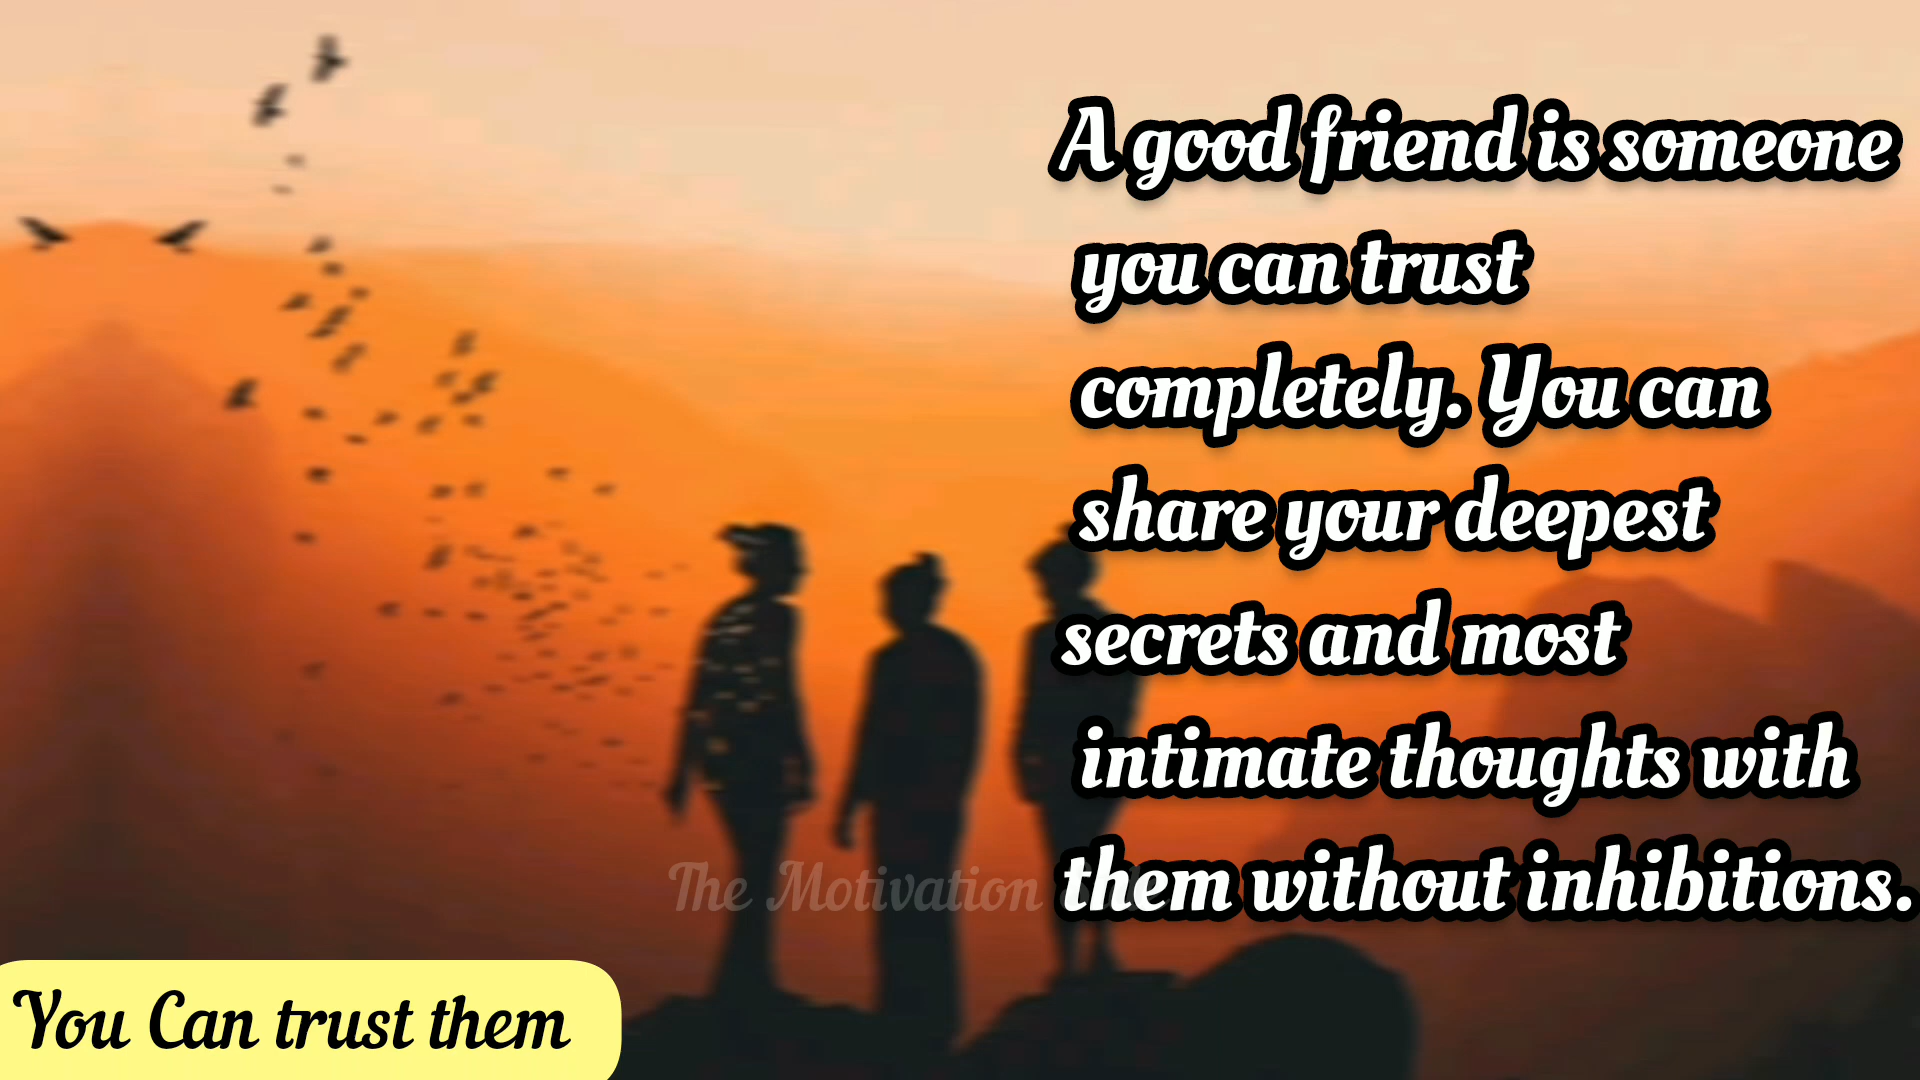 A good friend is someone
you can trust
completely. You can
share your deepest
secrets and most
intimate thoughts with
them without inhibitions.
The Motivation
You Can trust them